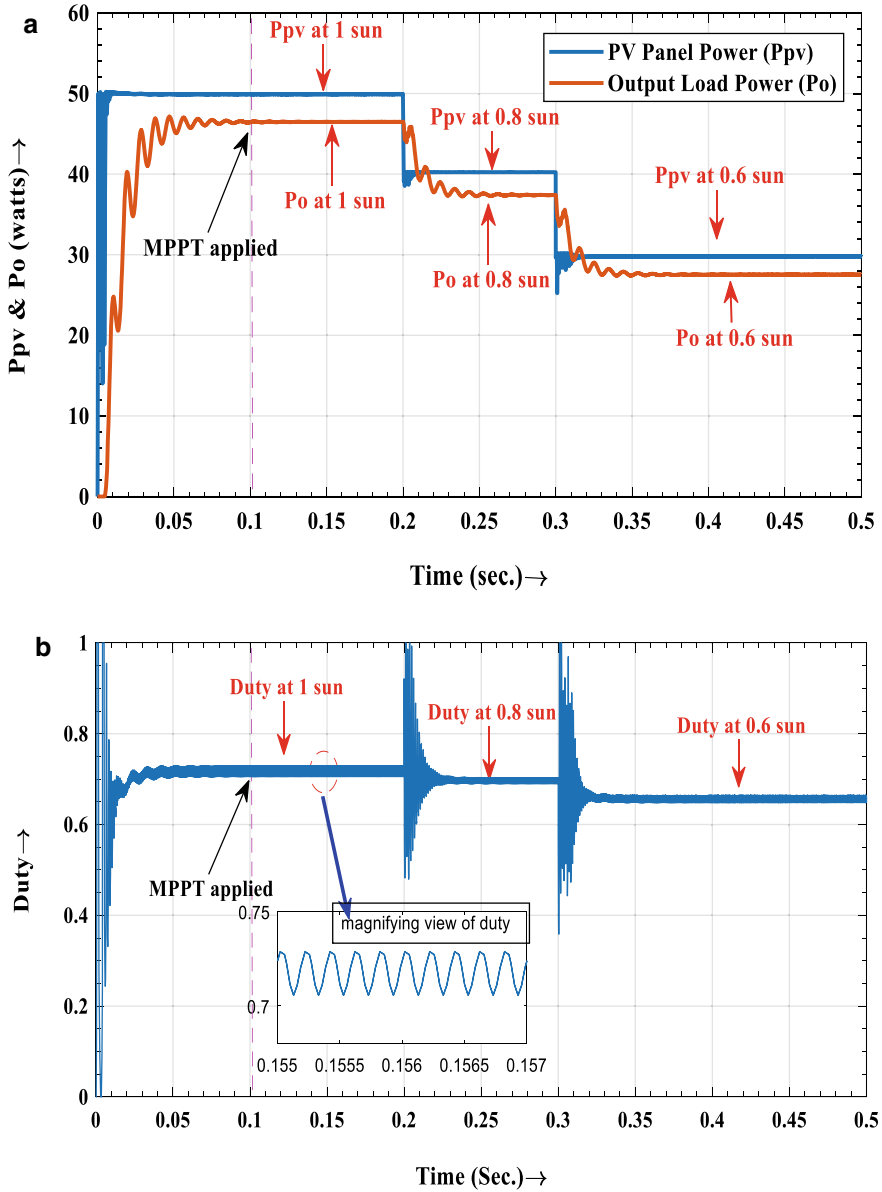 a
Ppv & Po (watts)→
60
50
40
30
20
10
0
Ppv at 1 sun
PV Panel Power (Ppv)
Output Load Power (Po)
Ppv at 0.8 sun
Ppv at 0.6 sun
Po at 1 sun
MPPT applied
Po at 0.8 sun
Po at 0.6 sun
0 0.05 0.1 0.15 0.2 0.25 0.3 0.35 0.4 0.45 0.5
Time (sec.)→
b
Duty→
1
0.8
0.6
0.4
0.2
0
Duty at 1 sun
Duty at 0.8 sun
Duty at 0.6 sun
MPPT applied
0.75
magnifying view of duty
0.7
0.155 0.1555 0.156 0.1565 0.157
0 0.05 0.1 0.15 0.2 0.25 0.3 0.35 0.4 0.45 0.5
Time (Sec.)→